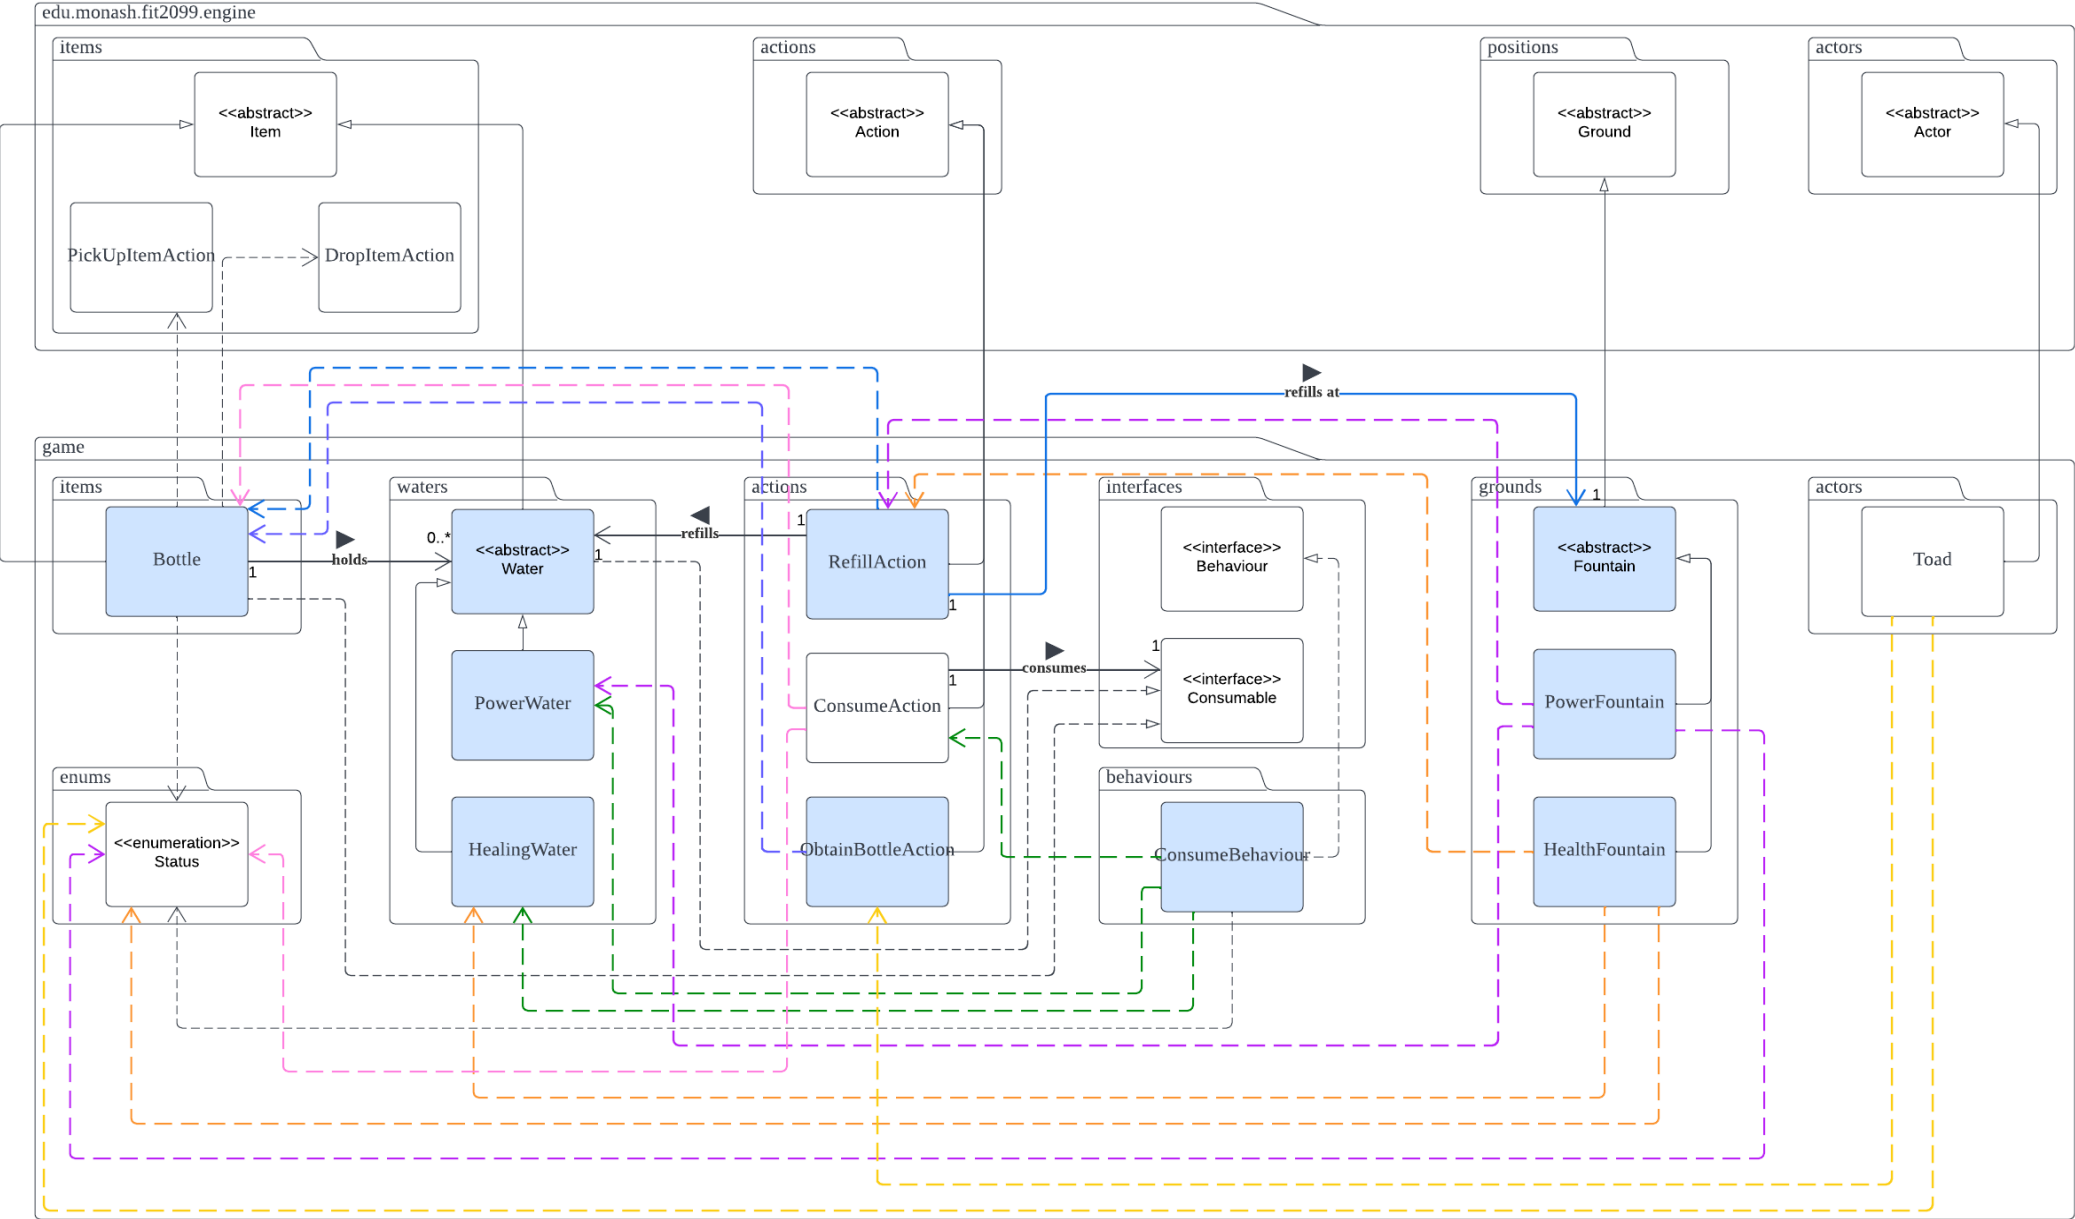 edu.monash.fit2099.engine
items
actions
positions
actors
<<abstract>>
Item
<<abstract>>
Action
<<abstract>>
Ground
<<abstract>>
Actor
PickUpItemAction
DropItemAction
refills at
game
items
waters
actions
interfaces
grounds
actors
Bottle
1
holds
0..*
<<abstract>>
Water
1
refills
1
RefillAction
1
<<interface>>
Behaviour
1
<<abstract>>
Fountain
Toad
PowerWater
ConsumeAction
1
consumes
1
<<interface>>
Consumable
PowerFountain
enums
behaviours
<<enumeration>>
Status
HealingWater
ObtainBottleAction
ConsumeBehaviour
HealthFountain